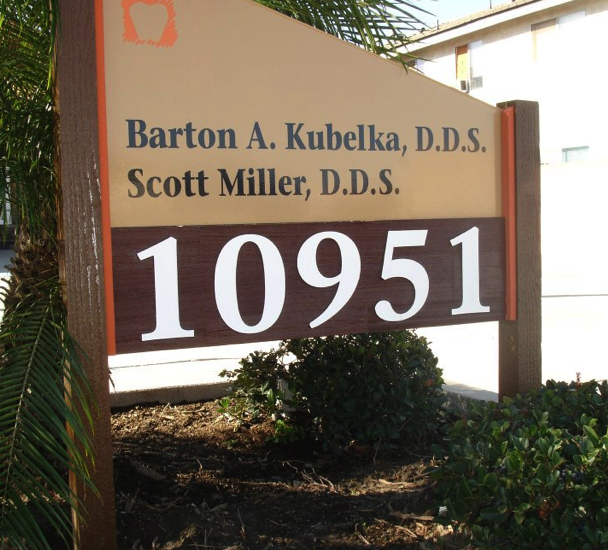 Barton A. Kubelka, D.D.S.
Scott Miller, D.D.S.
10951